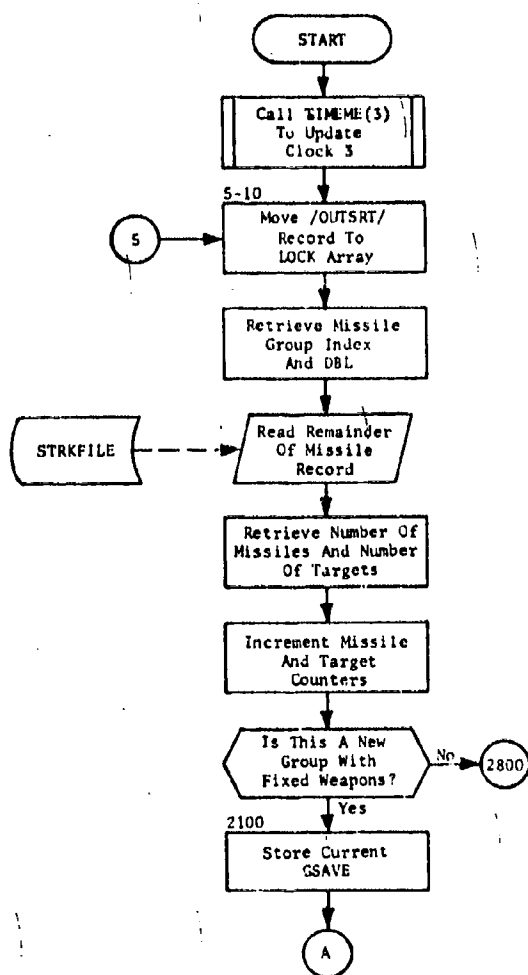 START
Call TIMEME(3)
To Update
Clock 3
5-10
5
Move /OUTSRT/
Record To
LOCK Array
Retrieve Missile
Group Index
And DBL
STRKFILE
Read Remainder
Of Missile
Record
Retrieve Number Of
Missiles And Number
Of Targets
Increment Missile
And Target
Counters
Is This A New
Group With
Fixed Weapons?
No
2800
Yes
2100
Store Current
GSAVE
A